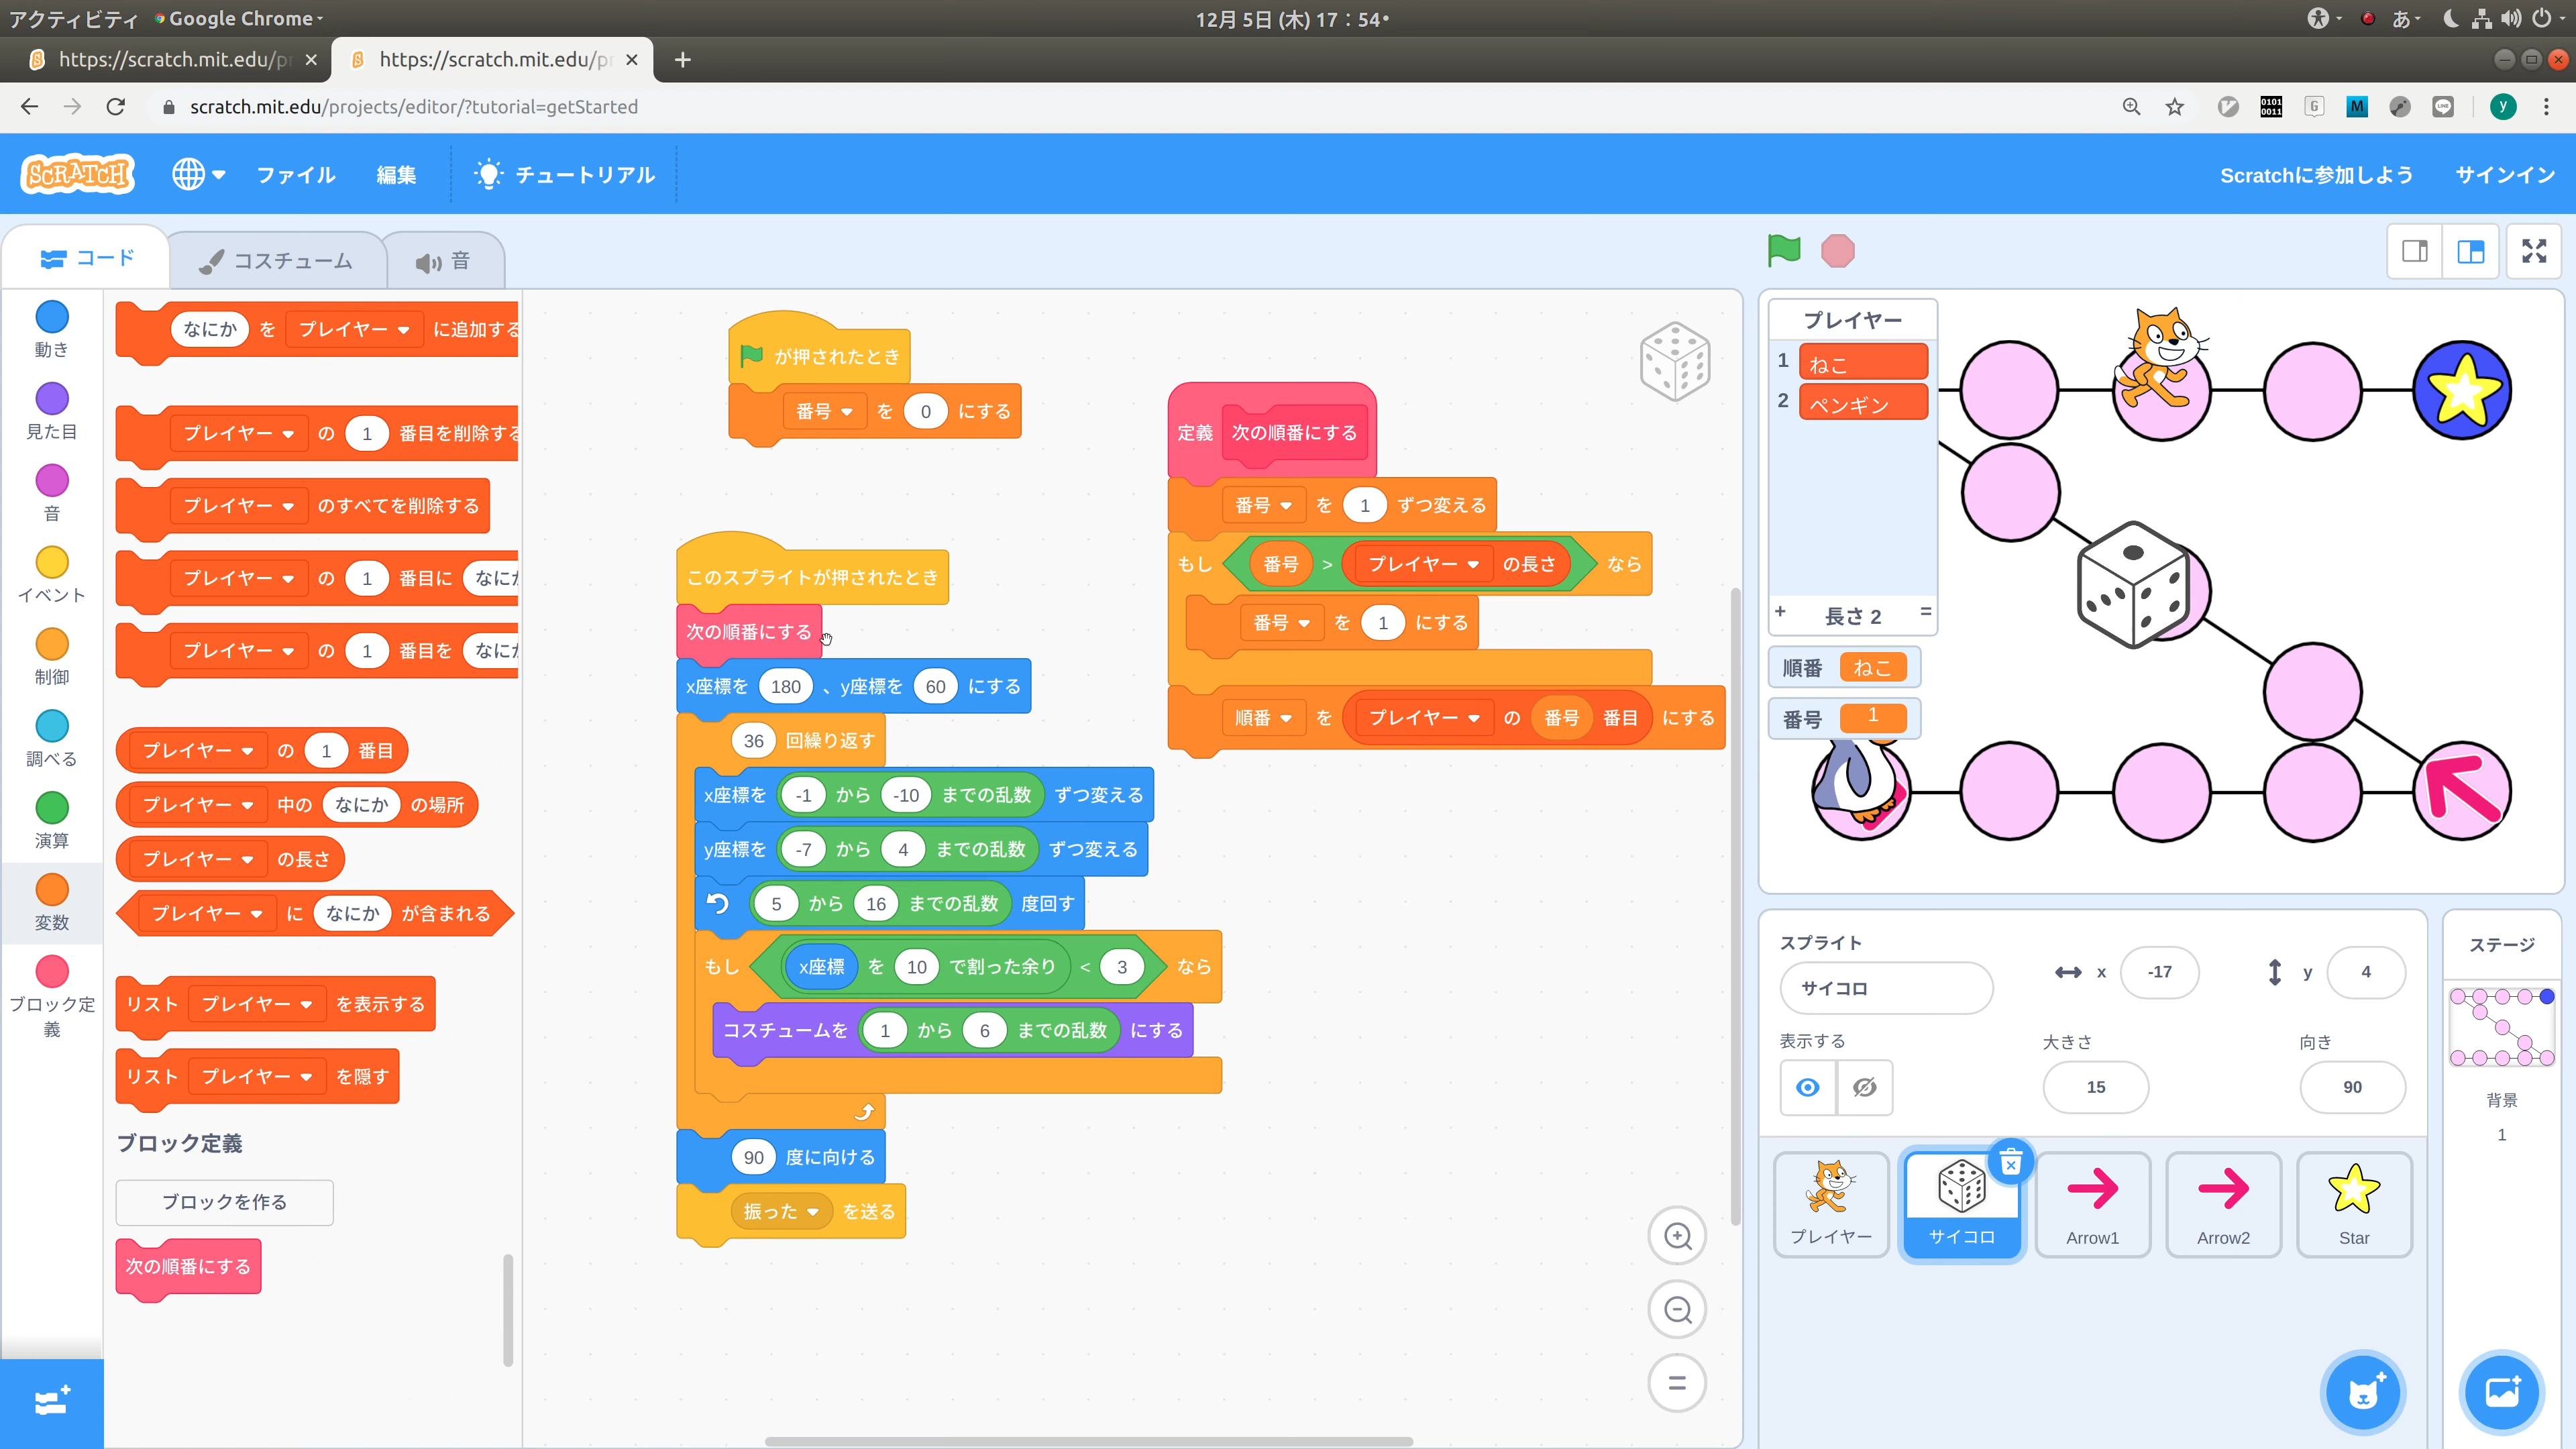 アクティビティ Google Chrome 12月 5日 (木) 17：54 あ
https://scratch.mit.edu/p https://scratch.mit.edu/p
scratch.mit.edu/projects/editor/?tutorial=getStarted 0101 0011 G M LINE y
SCRATCH ファイル 編集 チュートリアル Scratchに参加しよう サインイン
コード コスチューム 音
動き
見た目
音
イベント
制御
調べる
演算
変数
ブロック定
義
なにか を プレイヤー に追加する
プレイヤー の 1 番目を削除する
プレイヤー のすべてを削除する
プレイヤー の 1 番目に なにか
プレイヤー の 1 番目を なにか
プレイヤー の 1 番目
プレイヤー 中の なにか の場所
プレイヤー の長さ
プレイヤー に なにか が含まれる
リスト プレイヤー を表示する
リスト プレイヤー を隠す
ブロック定義
ブロックを作る
次の順番にする
が押されたとき
番号 を 0 にする
このスプライトが押されたとき
次の順番にする
x座標を 180 、y座標を 60 にする
36 回繰り返す
x座標を -1 から -10 までの乱数 ずつ変える
y座標を -7 から 4 までの乱数 ずつ変える
5 から 16 までの乱数 度回す
もし x座標 を 10 で割った余り < 3 なら
コスチュームを 1 から 6 までの乱数 にする
90 度に向ける
振った を送る
定義 次の順番にする
番号 を 1 ずつ変える
もし 番号 > プレイヤー の長さ なら
番号 を 1 にする
順番 を プレイヤー の 番号 番目 にする
プレイヤー
1 ねこ
2 ペンギン
+ 長さ 2 =
順番 ねこ
番号 1
スプライト
サイコロ
x -17 y 4
表示する 大きさ 15 向き 90
プレイヤー サイコロ Arrow1 Arrow2 Star
ステージ
背景
1